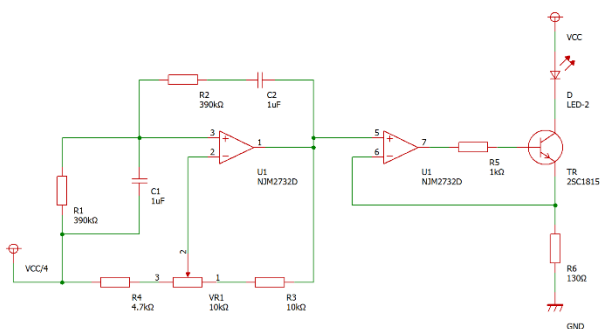 VCC
R2
390kΩ
C2
1uF
D
LED-2
3
2
1
5
6
7
U1
NJM2732D
U1
NJM2732D
R5
1kΩ
TR
2SC1815
R1
390kΩ
C1
1uF
VCC/4
2
3
1
R4
4.7kΩ
VR1
10kΩ
R3
10kΩ
R6
130Ω
GND